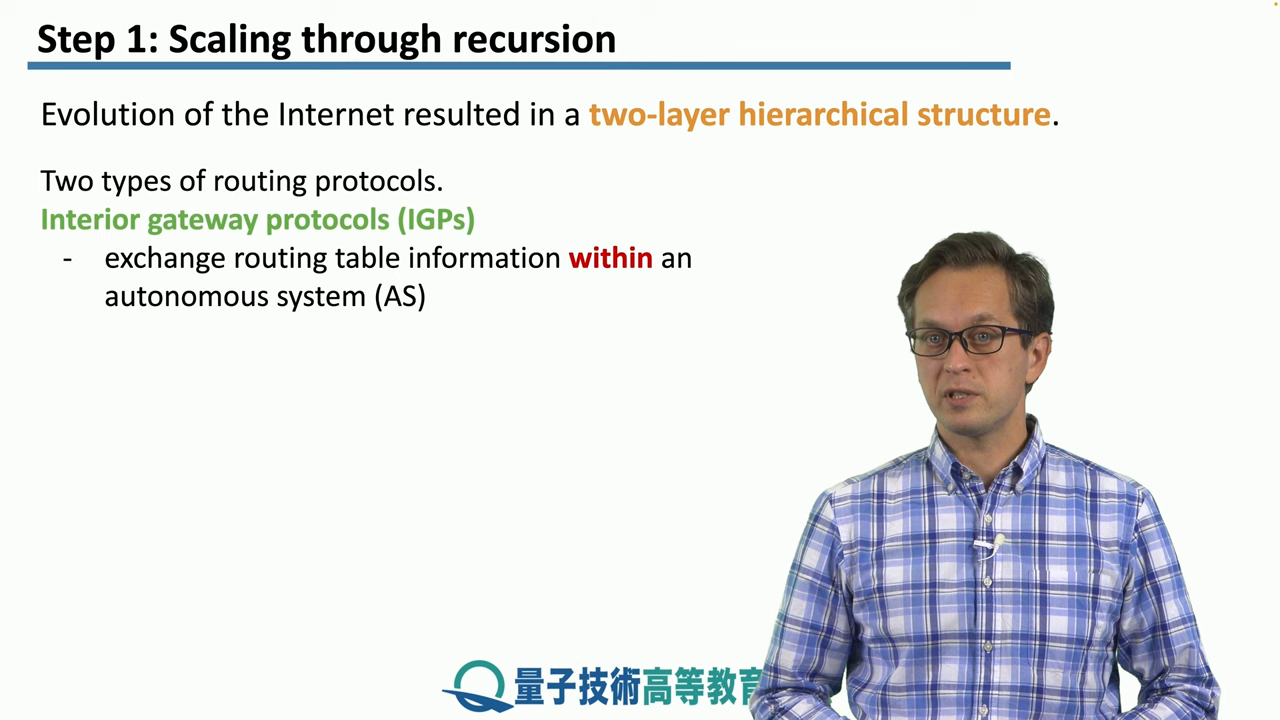 Step 1: Scaling through recursion
Evolution of the Internet resulted in a two-layer hierarchical structure.
Two types of routing protocols.
Interior gateway protocols (IGPs)
- exchange routing table information within an
autonomous system (AS)
量子技術高等教育